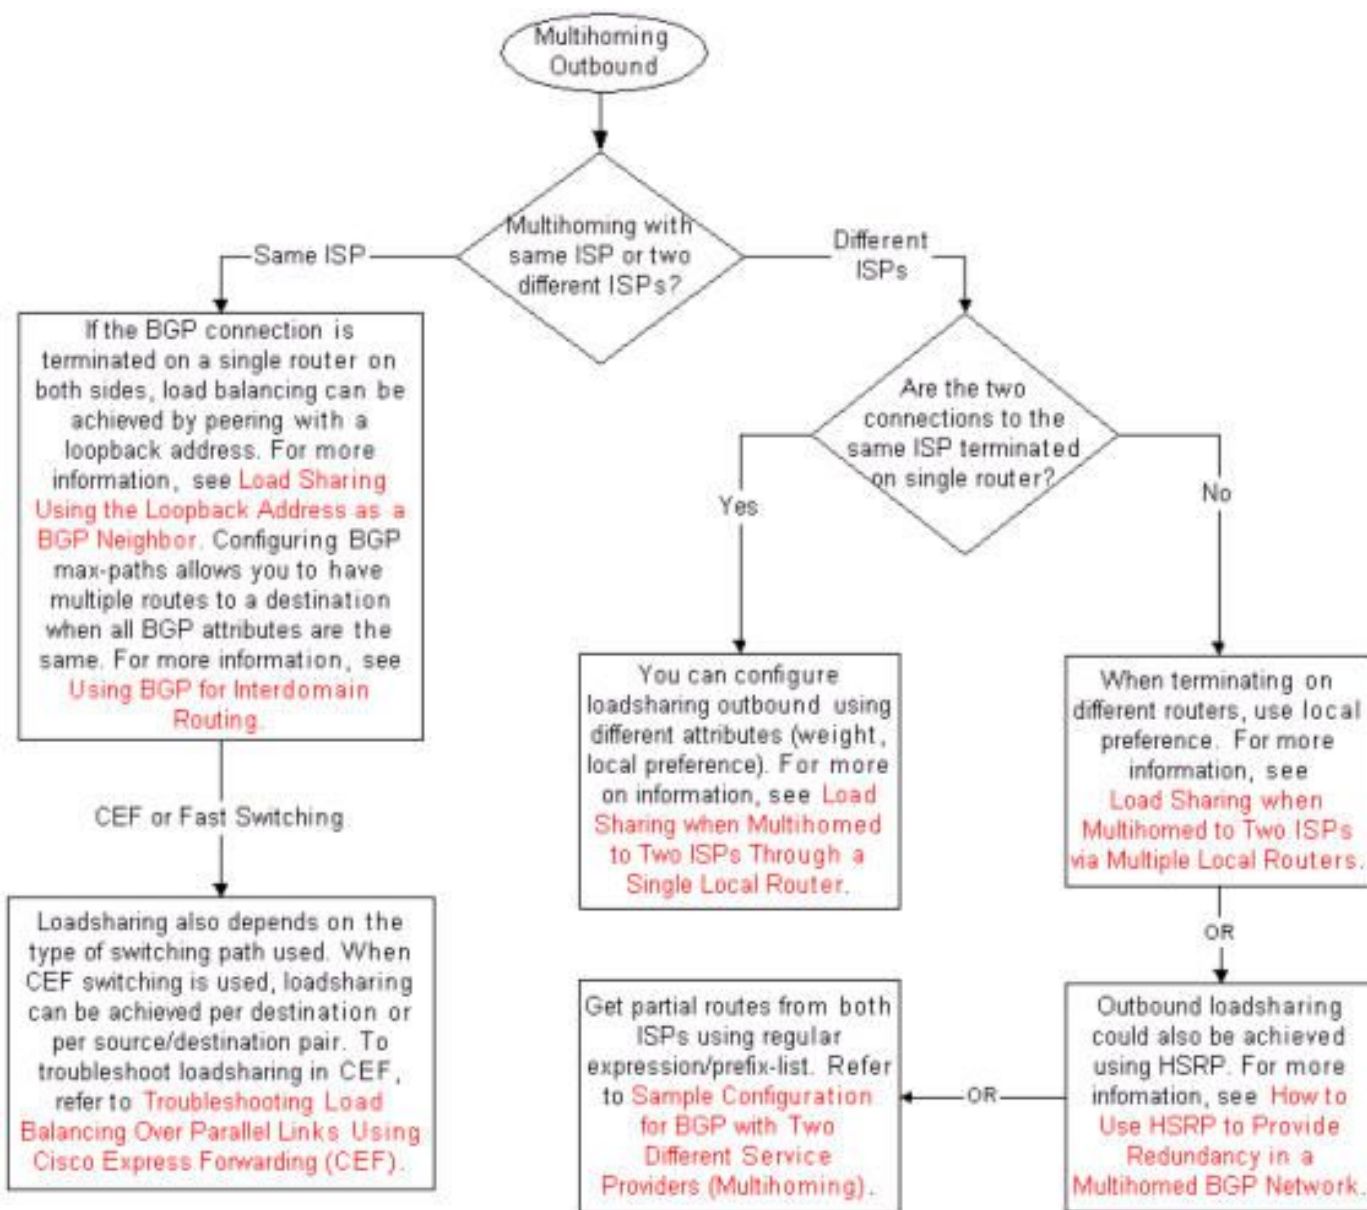 Multihoming
Outbound
Multihoming with
same ISP or two
different ISPs?
Same ISP
Different
ISPs
If the BGP connection is
terminated on a single router on
both sides, load balancing can be
achieved by peering with a
loopback address. For more
information, see Load Sharing
Using the Loopback Address as a
BGP Neighbor. Configuring BGP
max-paths allows you to have
multiple routes to a destination
when all BGP attributes are the
same. For more information, see
Using BGP for Interdomain
Routing.
CEF or Fast Switching
Loadsharing also depends on the
type of switching path used. When
CEF switching is used, loadsharing
can be achieved per destination or
per source/destination pair. To
troubleshoot loadsharing in CEF,
refer to Troubleshooting Load
Balancing Over Parallel Links Using
Cisco Express Forwarding (CEF).
Are the two
connections to the
same ISP terminated
on single router?
Yes
No
You can configure
loadsharing outbound using
different attributes (weight,
local preference). For more
on information, see Load
Sharing when Multihomed
to Two ISPs Through a
Single Local Router.
When terminating on
different routers, use local
preference. For more
information, see
Load Sharing when
Multihomed to Two ISPs
via Multiple Local Routers.
OR
Outbound loadsharing
could also be achieved
using HSRP. For more
infomation, see How to
Use HSRP to Provide
Redundancy in a
Multihomed BGP Network.
OR
Get partial routes from both
ISPs using regular
expression/prefix-list. Refer
to Sample Configuration
for BGP with Two
Different Service
Providers (Multihoming).